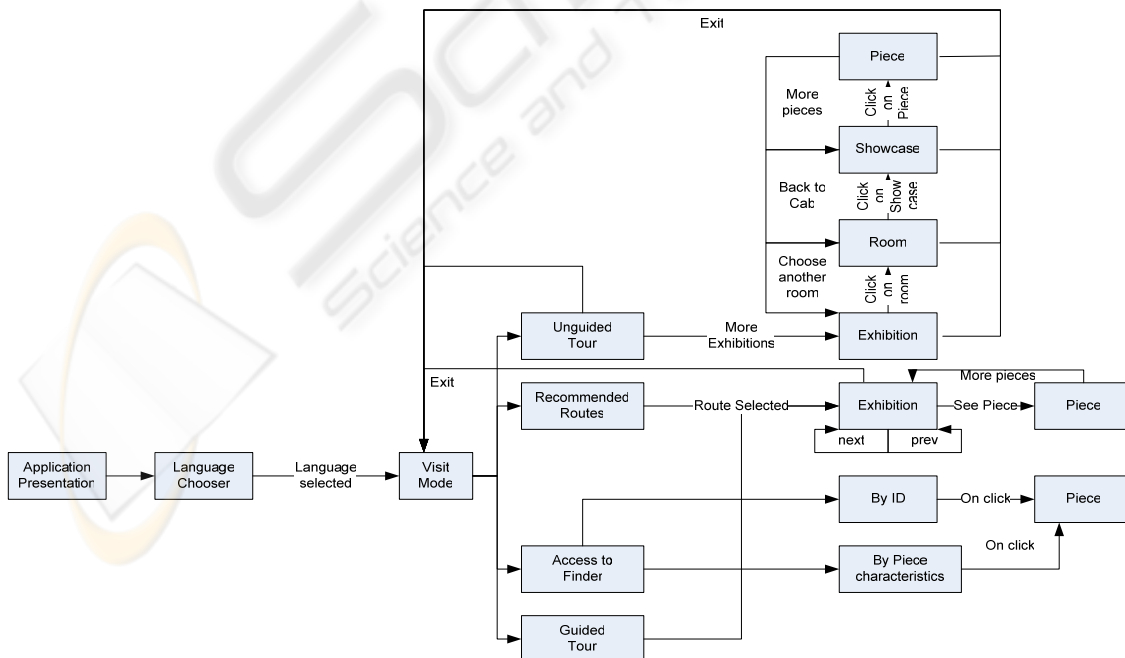 Exit
Piece
More
pieces
Click
on
Piece
Showcase
Back to
Cab
Click
on
Show
case
Room
Choose
another
room
Click
on
room
Unguided
Tour
More
Exhibitions
Exhibition
Exit
More pieces
Recommended
Routes
Route Selected
Exhibition
See Piece
Piece
next
prev
Application
Presentation
Language
Chooser
Language
selected
Visit
Mode
By ID
On click
Piece
On click
Access to
Finder
By Piece
characteristics
Guided
Tour
Science and